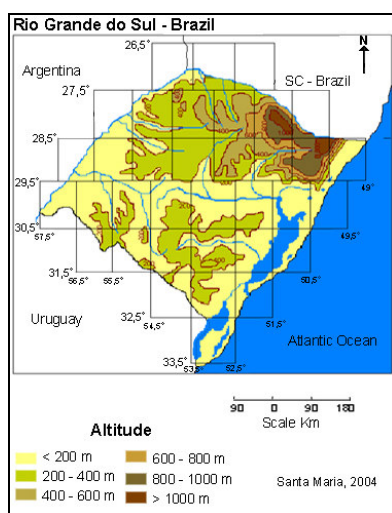 Rio Grande do Sul - Brazil
N
26,5°
Argentina
SC - Brazil
27,5°
28,5°
49°
29,5°
30,5°
57,5°
49,5°
31,5°
56,5°
55,5°
50,5°
Uruguay
32,5°
54,5°
51,5°
Atlantic Ocean
33,5°
53,5°
52,5°
90 0 90 180
Scale Km
Altitude
< 200 m
600 - 800 m
200 - 400 m
800 - 1000 m
400 - 600 m
> 1000 m
Santa Maria, 2004